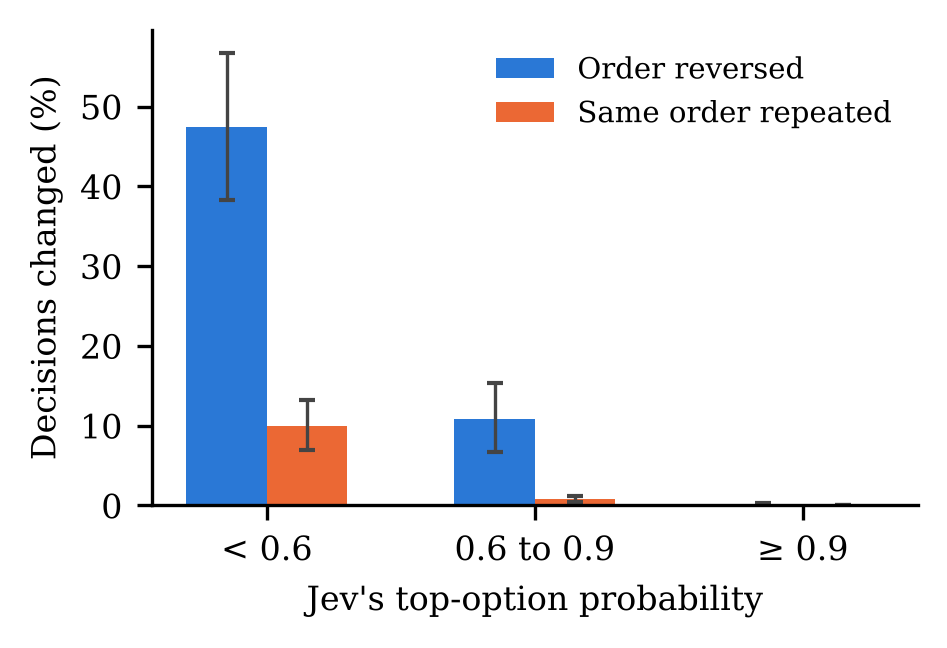 Order reversed
Same order repeated
Decisions changed (%)
50
40
30
20
10
0
< 0.6
0.6 to 0.9
≥ 0.9
Jev's top-option probability